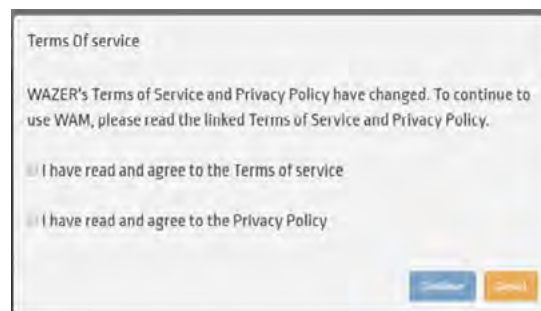 Terms Of service
WAZER's Terms of Service and Privacy Policy have changed. To continue to
use WAM, please read the linked Terms of Service and Privacy Policy.
I have read and agree to the Terms of service
I have read and agree to the Privacy Policy
Continue Cancel